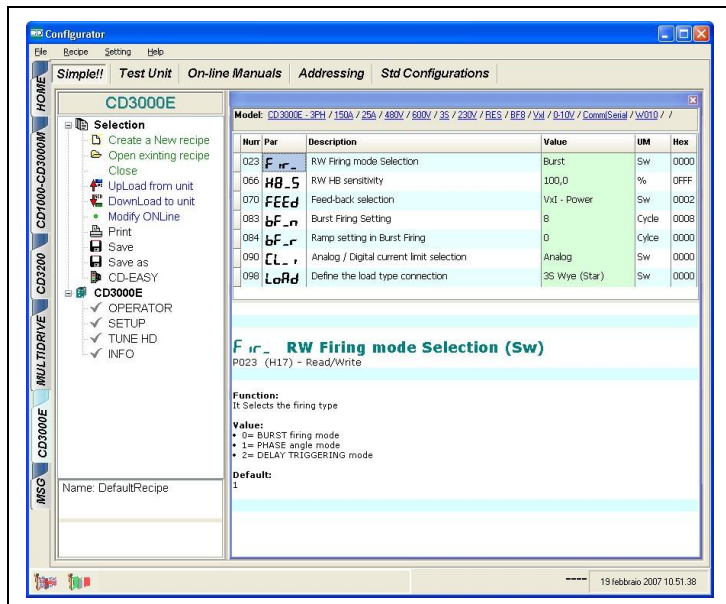 Configurator
File Recipe Setting Help
Simple!! Test Unit On-line Manuals Addressing Std Configurations
HOME
CD1000-CD3000M
CD3200
MULTIDRIVE
CD3000E
MSG
CD3000E
Selection
Create a New recipe
Open exinting recipe
Close
UpLoad from unit
DownLoad to unit
Modify ONLine
Print
Save
Save as
CD-EASY
CD3000E
OPERATOR
SETUP
TUNE HD
INFO
Name: DefaultRecipe
Model: CD3000E - 3PH / 150A / 25A / 480V / 600V / 3S / 230V / RES / BF8 / VxI / 0-10V / Comm|Serial / W010 / /
Num Par Description Value UM Hex
023 Fir_ RW Firing mode Selection Burst Sw 0000
066 HB_S RW HB sensitivity 100,0 % 0FFF
070 FEEd Feed-back selection VxI - Power Sw 0002
083 bF_n Burst Firing Setting 8 Cycle 0008
084 bF_r Ramp setting in Burst Firing 0 Cylce 0000
090 CL_i Analog / Digital current limit selection Analog Sw 0000
098 LoAd Define the load type connection 3S Wye (Star) Sw 0000
Fir_ RW Firing mode Selection (Sw)
P023 (H17) - Read/Write
Function:
It Selects the firing type
Value:
• 0= BURST firing mode
• 1= PHASE angle mode
• 2= DELAY TRIGGERING mode
Default:
1
---- 19 febbraio 2007 10.51.38